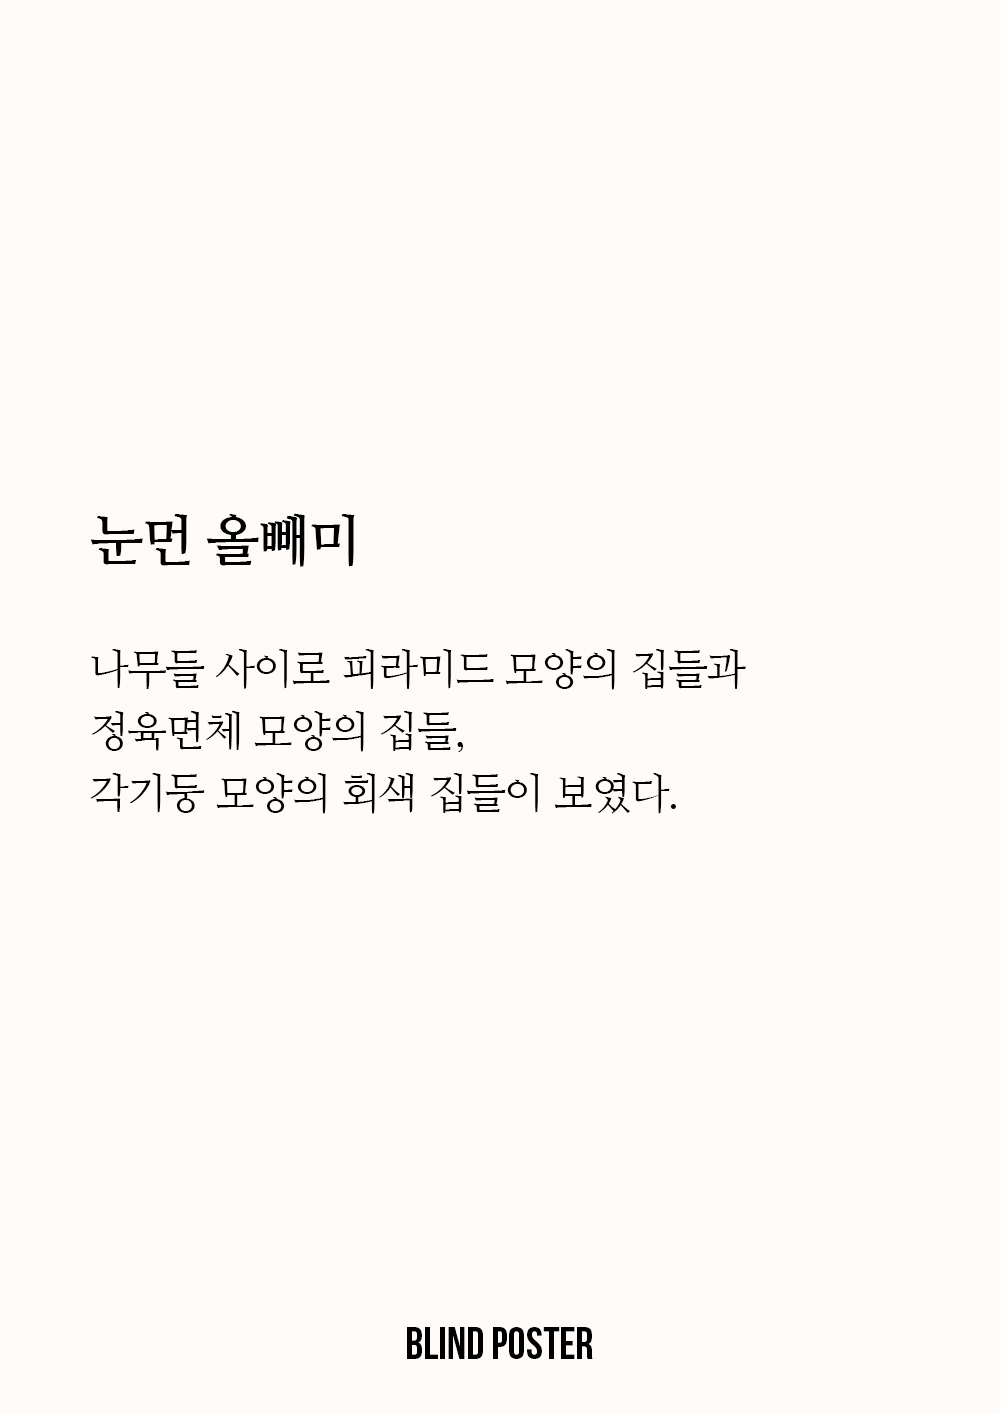 눈먼 올빼미
나무들 사이로 피라미드 모양의 집들과
정육면체 모양의 집들,
각기둥 모양의 회색 집들이 보였다.
BLIND POSTER